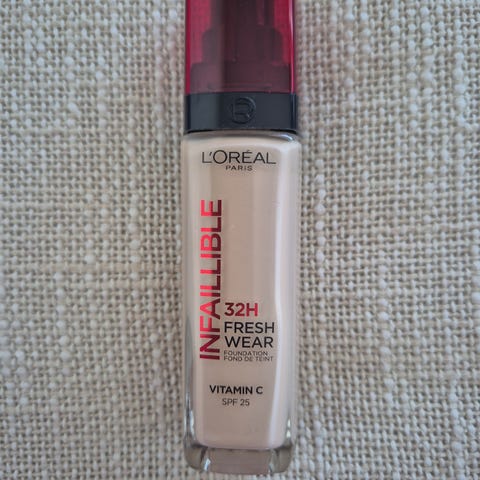 L'ORÉAL
PARIS
INFAILLIBLE
32H
FRESH
WEAR
FOUNDATION
FOND DE TEINT
VITAMIN C
SPF 25